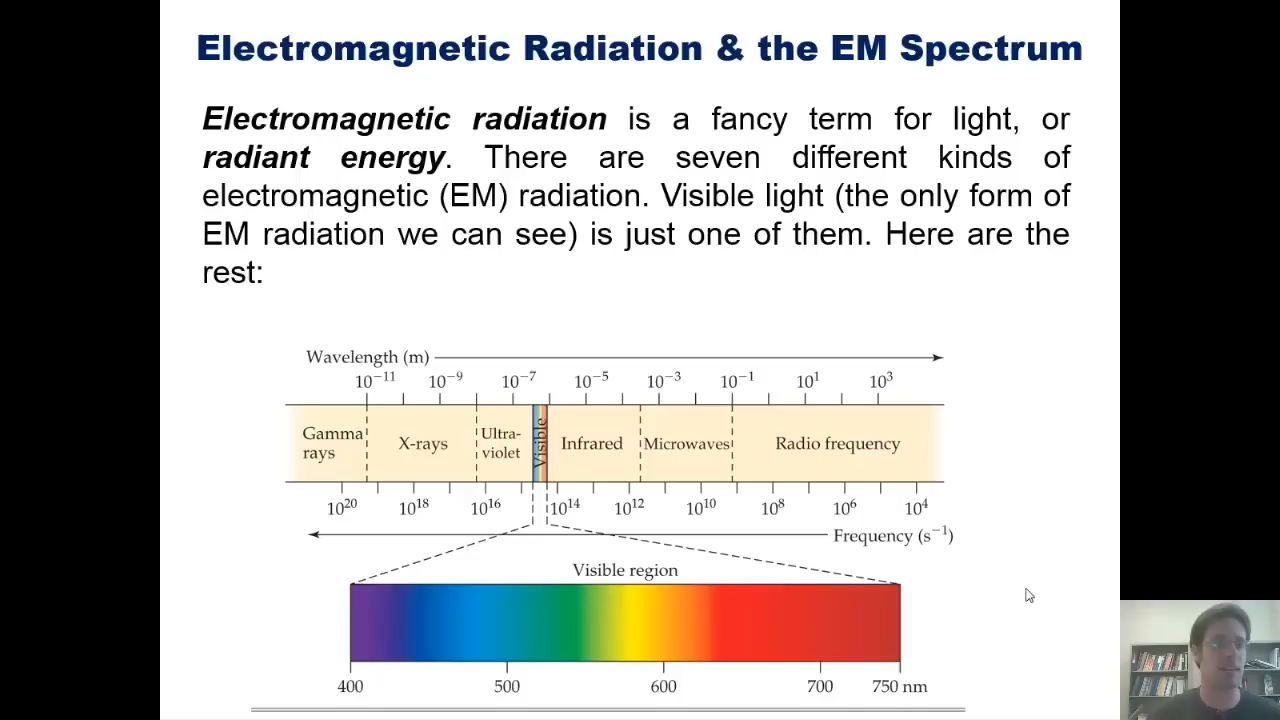 Electromagnetic Radiation & the EM Spectrum
Electromagnetic radiation is a fancy term for light, or
radiant energy. There are seven different kinds of
electromagnetic (EM) radiation. Visible light (the only form of
EM radiation we can see) is just one of them. Here are the
rest:
Wavelength (m)
10⁻¹¹ 10⁻⁹ 10⁻⁷ 10⁻⁵ 10⁻³ 10⁻¹ 10¹ 10³
Gamma
rays
X-rays
Ultra-
violet
Visible
Infrared
Microwaves
Radio frequency
10²⁰ 10¹⁸ 10¹⁶ 10¹⁴ 10¹² 10¹⁰ 10⁸ 10⁶ 10⁴
Frequency (s⁻¹)
Visible region
400 500 600 700 750 nm